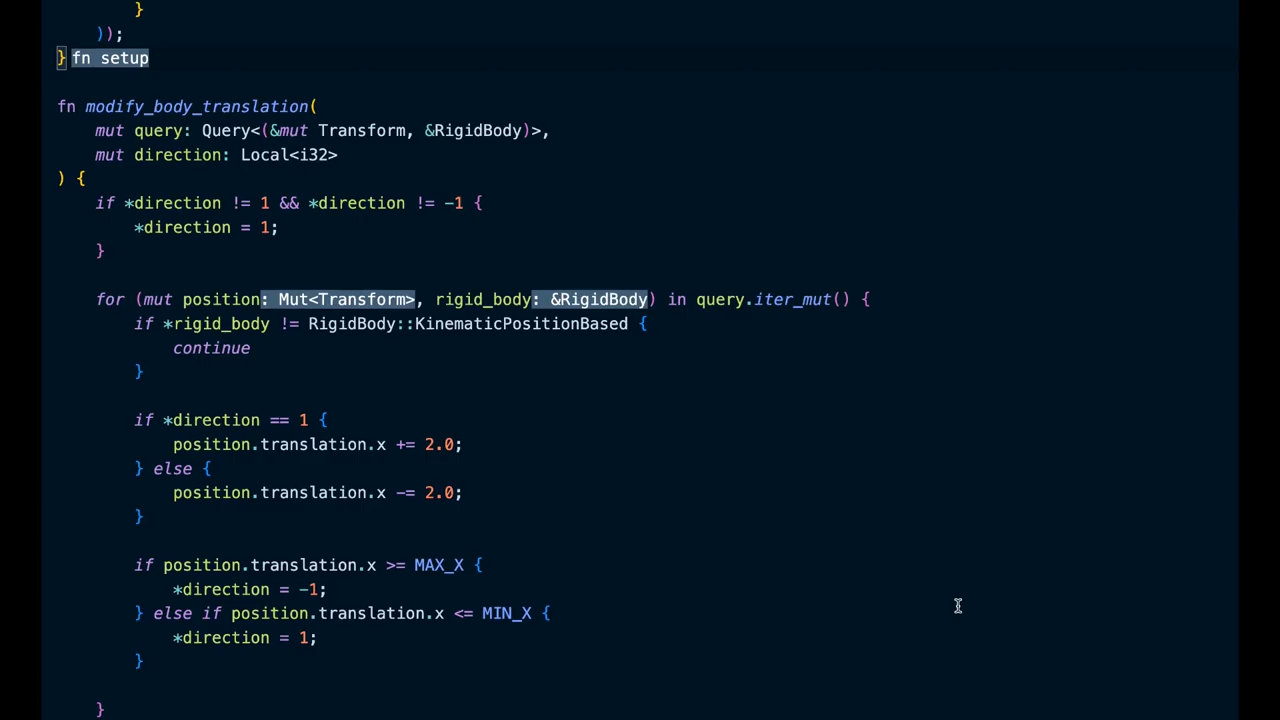 }
    ));
} fn setup

fn modify_body_translation(
    mut query: Query<(&mut Transform, &RigidBody)>,
    mut direction: Local<i32>
) {
    if *direction != 1 && *direction != -1 {
        *direction = 1;
    }

    for (mut position: Mut<Transform>, rigid_body: &RigidBody) in query.iter_mut() {
        if *rigid_body != RigidBody::KinematicPositionBased {
            continue
        }

        if *direction == 1 {
            position.translation.x += 2.0;
        } else {
            position.translation.x -= 2.0;
        }

        if position.translation.x >= MAX_X {
            *direction = -1;
        } else if position.translation.x <= MIN_X {
            *direction = 1;
        }

    }